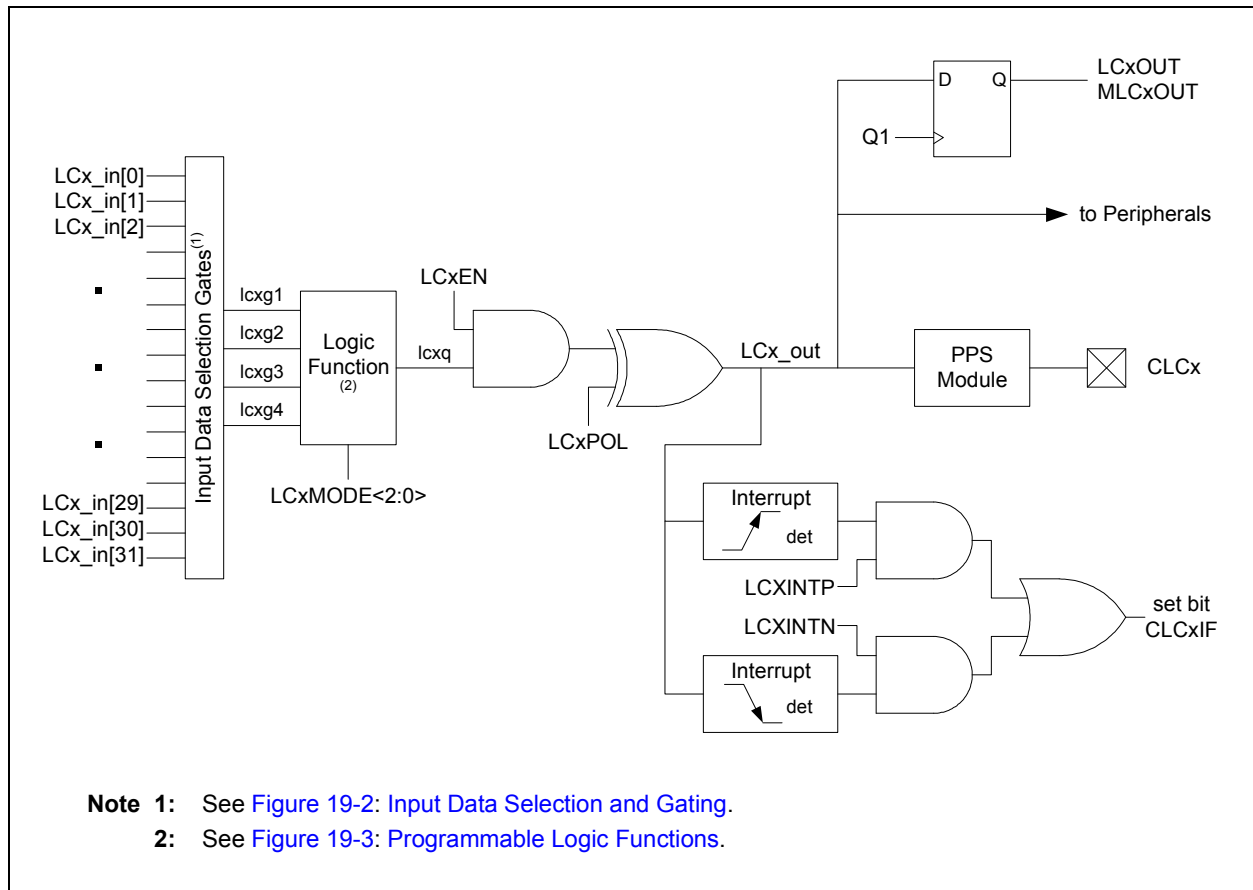 LCxOUT
MLCxOUT
D Q
Q1
to Peripherals
LCx_in[0]
LCx_in[1]
LCx_in[2]
LCx_in[29]
LCx_in[30]
LCx_in[31]
Input Data Selection Gates(1)
lcxg1
lcxg2
lcxg3
lcxg4
Logic
Function
(2)
LCxMODE<2:0>
lcxq
LCxEN
LCxPOL
LCx_out
PPS
Module
CLCx
Interrupt
det
LCXINTP
LCXINTN
Interrupt
det
set bit
CLCxIF
Note 1: See Figure 19-2: Input Data Selection and Gating.
2: See Figure 19-3: Programmable Logic Functions.